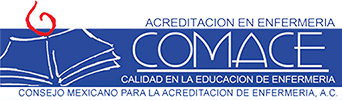 ACREDITACION EN ENFERMERIA
COMACE
CALIDAD EN LA EDUCACION DE ENFERMERIA
CONSEJO MEXICANO PARA LA ACREDITACION DE ENFERMERIA, A.C.